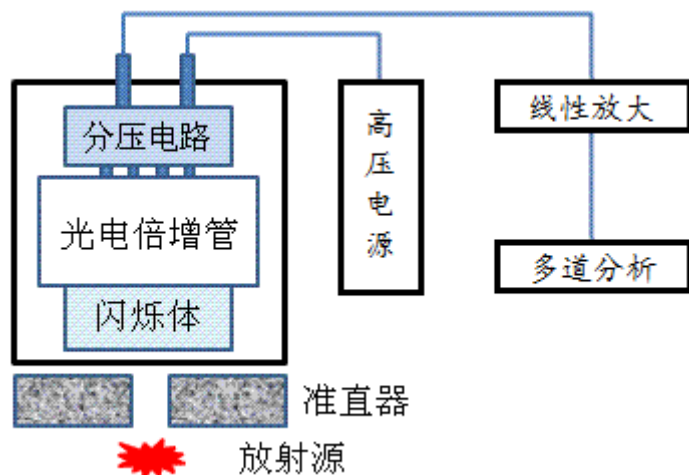 分压电路
光电倍增管
闪烁体
高压电源
线性放大
多道分析
准直器
放射源